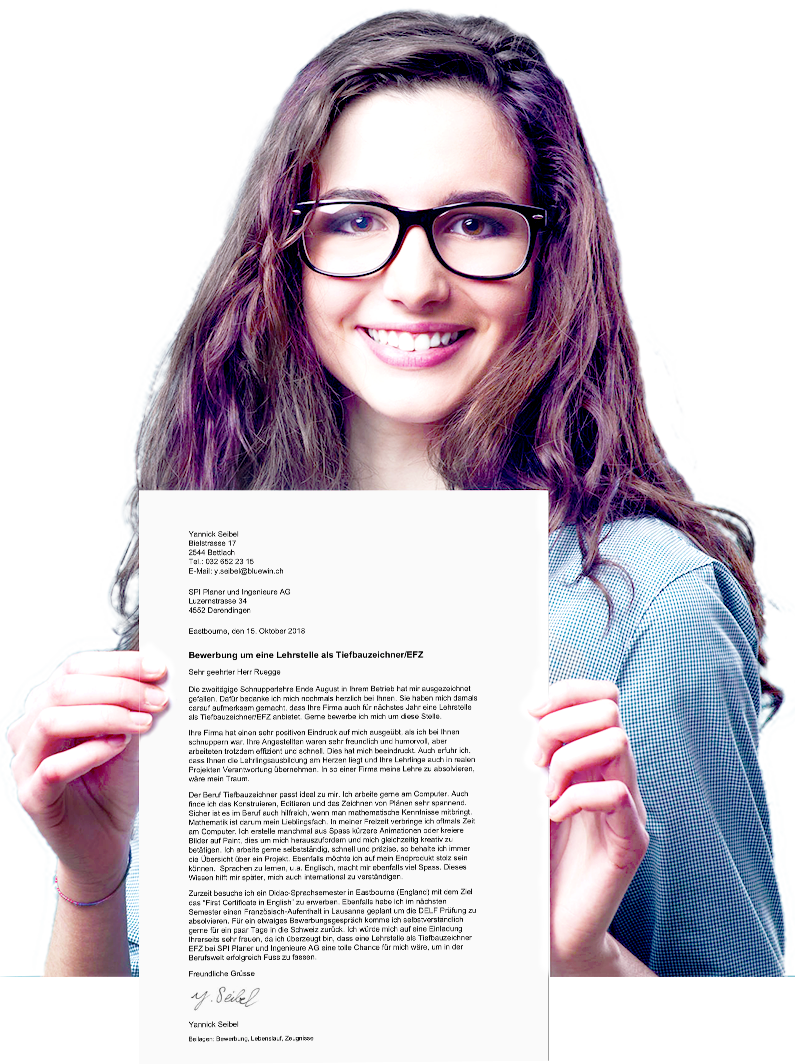 Yannick Seibel
Bielstrasse 17
2544 Bettlach
Tel.: 032 652 23 15
E-Mail: y.seibel@bluewin.ch
SPI Planer und Ingenieure AG
Luzernstrasse 34
4552 Derendingen
Eastbourne, den 15. Oktober 2018
Bewerbung um eine Lehrstelle als Tiefbauzeichner/EFZ
Sehr geehrter Herr Ruegge
Die zweitägige Schnupperlehre Ende August in Ihrem Betrieb hat mir ausgezeichnet
gefallen. Dafür bedanke ich mich nochmals herzlich bei Ihnen. Sie haben mich damals
darauf aufmerksam gemacht, dass Ihre Firma auch für nächstes Jahr eine Lehrstelle
als Tiefbauzeichner/EFZ anbietet. Gerne bewerbe ich mich um diese Stelle.
Ihre Firma hat einen sehr positiven Eindruck auf mich ausgeübt, als ich bei Ihnen
schnuppern war. Ihre Angestellten waren sehr freundlich und humorvoll, aber
arbeiteten trotzdem effizient und schnell. Dies hat mich beeindruckt. Auch erfuhr ich,
dass Ihnen die Lehrlingsausbildung am Herzen liegt und Ihre Lehrlinge auch in realen
Projekten Verantwortung übernehmen. In so einer Firma meine Lehre zu absolvieren,
wäre mein Traum.
Der Beruf Tiefbauzeichner passt ideal zu mir. Ich arbeite gerne am Computer. Auch
finde ich das Konstruieren, Editieren und das Zeichnen von Plänen sehr spannend.
Sicher ist es im Beruf auch hilfreich, wenn man mathematische Kenntnisse mitbringt.
Mathematik ist darum mein Lieblingsfach. In meiner Freizeit verbringe ich oftmals Zeit
am Computer. Ich erstelle manchmal aus Spass kürzere Animationen oder kreiere
Bilder auf Paint, dies um mich herauszufordern und mich gleichzeitig kreativ zu
betätigen. Ich arbeite gerne selbstständig, schnell und präzise, so behalte ich immer
die Übersicht über ein Projekt. Ebenfalls möchte ich auf mein Endprodukt stolz sein
können. Sprachen zu lernen, u.a. Englisch, macht mir ebenfalls viel Spass. Dieses
Wissen hilft mir später, mich auch international zu verständigen.
Zurzeit besuche ich ein Didac-Sprachsemester in Eastbourne (England) mit dem Ziel
das "First Certificate in English" zu erwerben. Ebenfalls habe ich im nächsten
Semester einen Französisch-Aufenthalt in Lausanne geplant um die DELF Prüfung zu
absolvieren. Für ein etwaiges Bewerbungsgespräch komme ich selbstverständlich
gerne für ein paar Tage in die Schweiz zurück. Ich würde mich auf eine Einladung
Ihrerseits sehr freuen, da ich überzeugt bin, dass eine Lehrstelle als Tiefbauzeichner
EFZ bei SPI Planer und Ingenieure AG eine tolle Chance für mich wäre, um in der
Berufswelt erfolgreich Fuss zu fassen.
Freundliche Grüsse
Y. Seibel
Yannick Seibel
Beilagen: Bewerbung, Lebenslauf, Zeugnisse